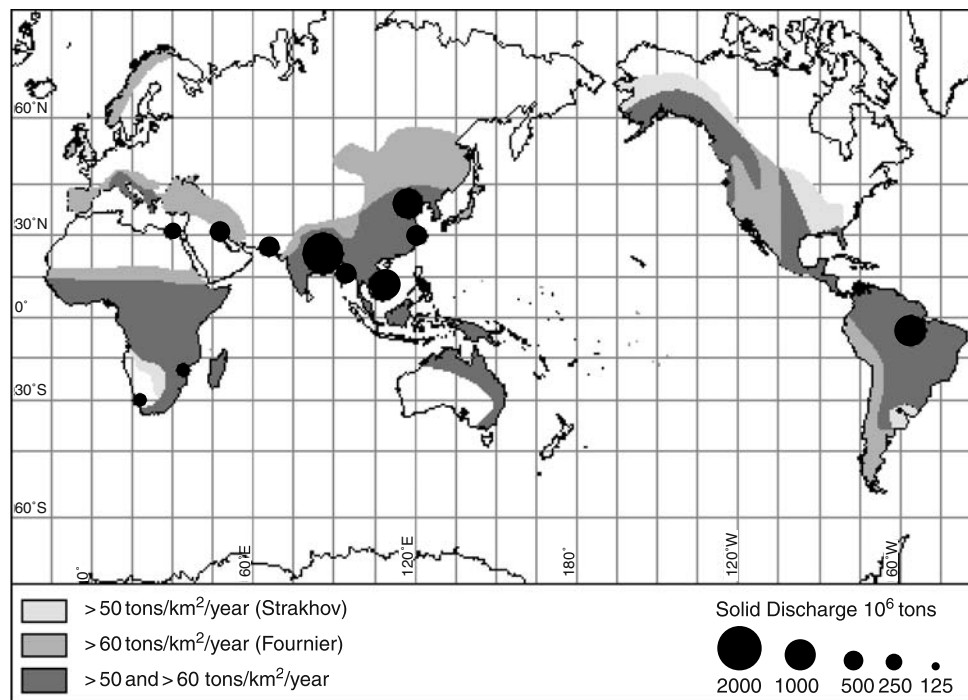 60˚N
30˚N
0˚
30˚S
60˚S
0˚
60˚E
120˚E
180˚
120˚W
60˚W
> 50 tons/km²/year (Strakhov)
> 60 tons/km²/year (Fournier)
> 50 and > 60 tons/km²/year
Solid Discharge 10⁶ tons
2000 1000 500 250 125